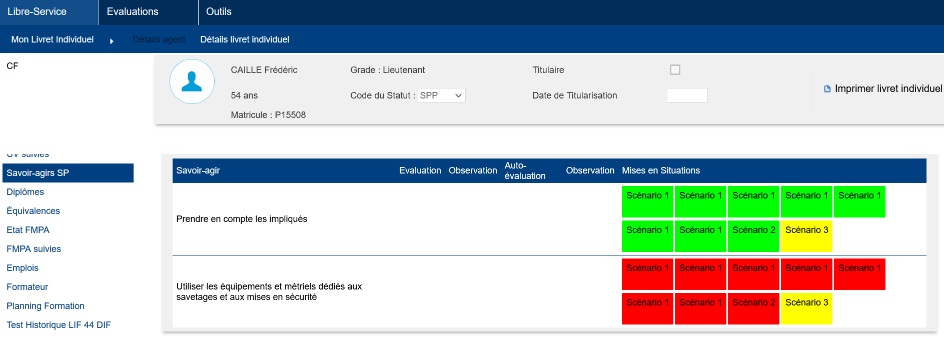 Libre-Service Evaluations Outils
Mon Livret Individuel Détails agent Détails livret individuel
CF
CAILLE Frédéric Grade : Lieutenant Titulaire
54 ans Code du Statut : SPP Date de Titularisation
Matricule : P15508
Imprimer livret individuel
UV suivies
Savoir-agirs SP
Diplômes
Équivalences
Etat FMPA
FMPA suivies
Emplois
Formateur
Planning Formation
Test Historique LIF 44 DIF
Savoir-agir Evaluation Observation Auto-évaluation Observation Mises en Situations
Prendre en compte les impliqués
Scénario 1 Scénario 1 Scénario 1 Scénario 1 Scénario 1
Scénario 1 Scénario 1 Scénario 2 Scénario 3
Utiliser les équipements et métriels dédiés aux
savetages et aux mises en sécurité
Scénario 1 Scénario 1 Scénario 1 Scénario 1 Scénario 1
Scénario 1 Scénario 1 Scénario 2 Scénario 3